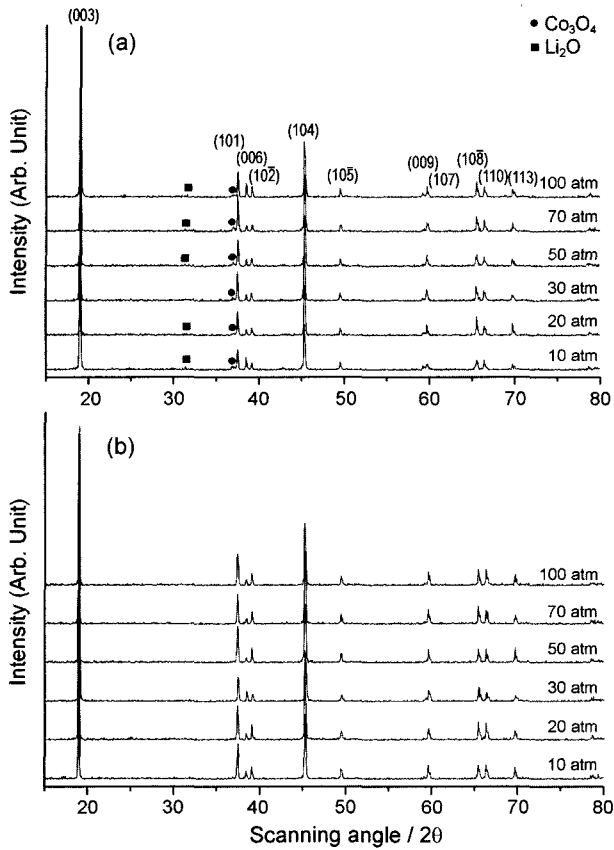 (003)
● Co₃O₄
■ Li₂O
(a)
(101)
(006)
(102̅)
(104)
(105̅)
(009)
(107)
(108̅)
(110)
(113)
100 atm
70 atm
50 atm
30 atm
20 atm
10 atm
Intensity (Arb. Unit)
20 30 40 50 60 70 80
(b)
100 atm
70 atm
50 atm
30 atm
20 atm
10 atm
Intensity (Arb. Unit)
20 30 40 50 60 70 80
Scanning angle / 2θ